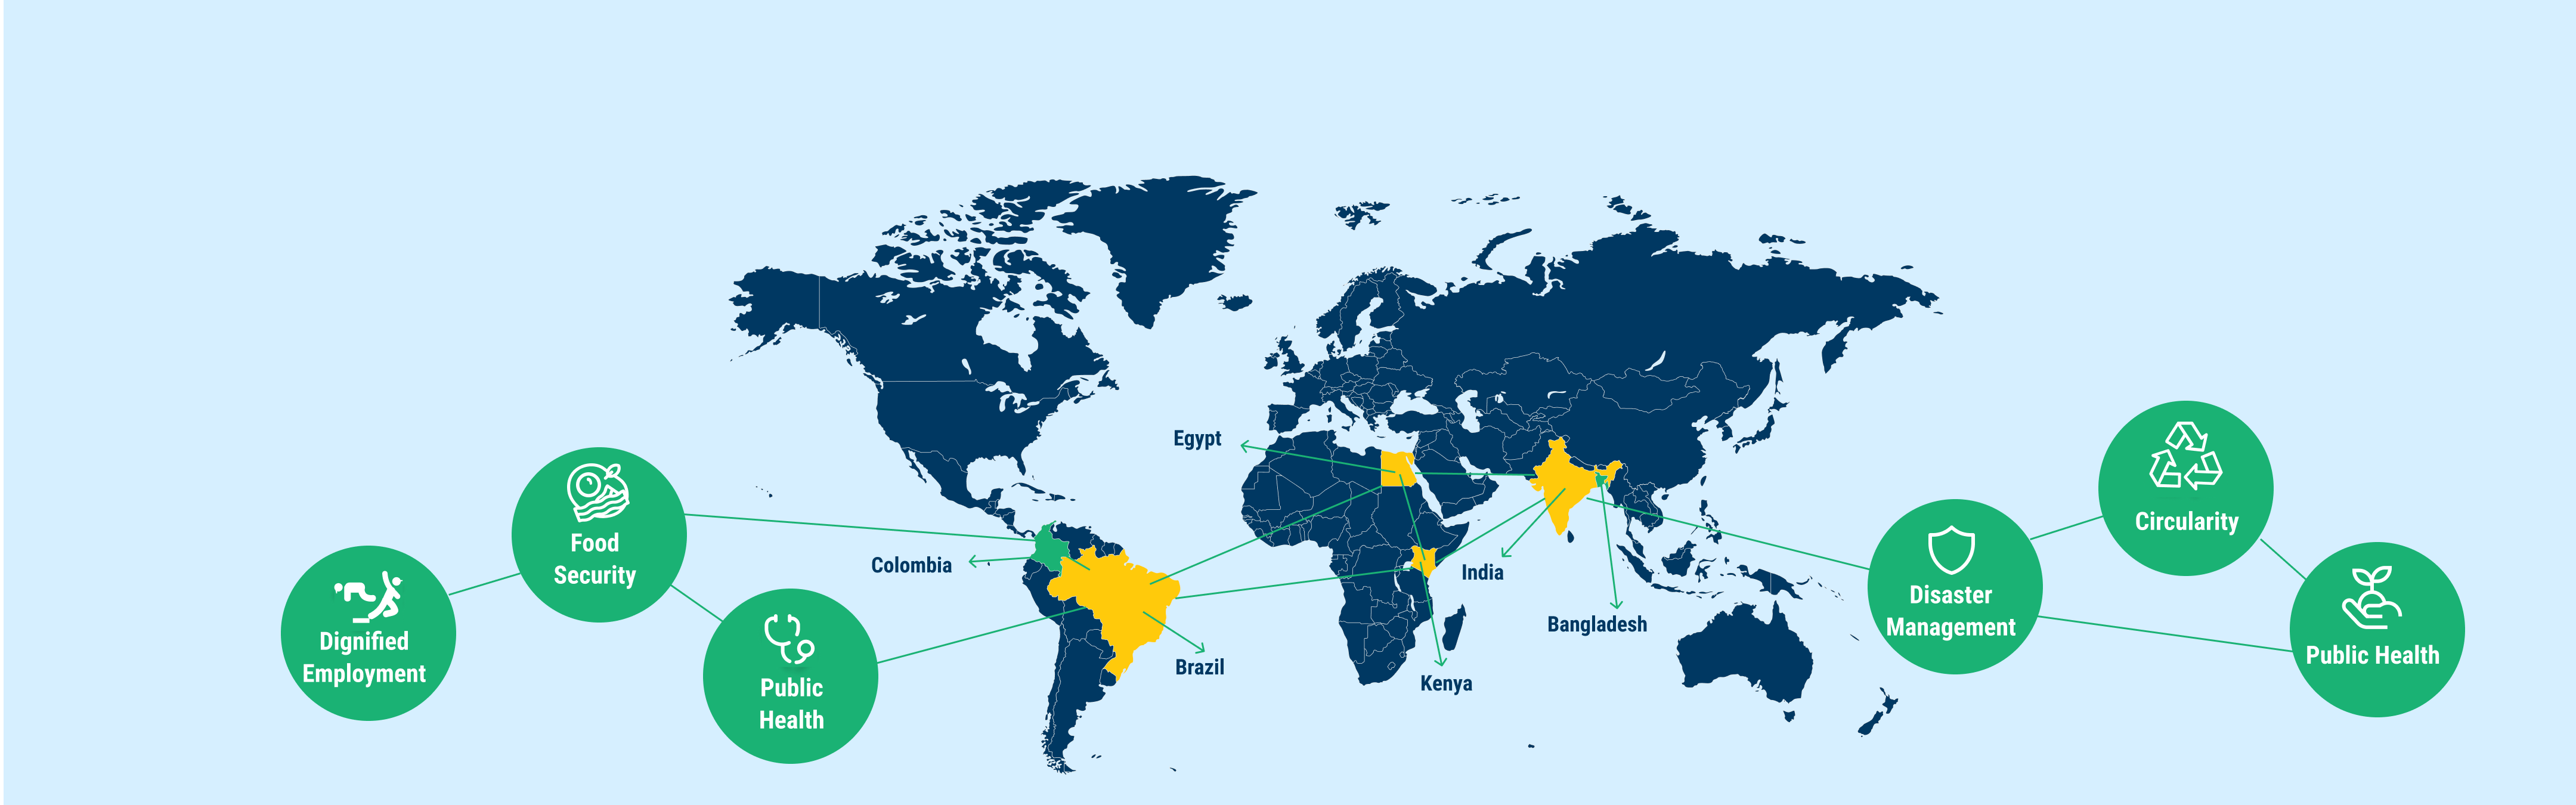 Egypt
Colombia
Brazil
Kenya
India
Bangladesh
Food
Security
Dignified
Employment
Public
Health
Disaster
Management
Circularity
Public Health